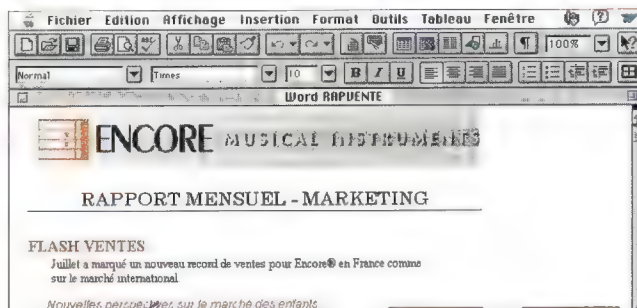 Fichier Edition Affichage Insertion Format Outils Tableau Fenêtre
100%
Normal Times 10 B I U
Word RAPVENTE
ENCORE MUSICAL INSTRUMENTS
RAPPORT MENSUEL - MARKETING
FLASH VENTES
Juillet a marqué un nouveau record de ventes pour Encore® en France comme
sur le marché international
Nouvelles perspectives sur le marché des enfants